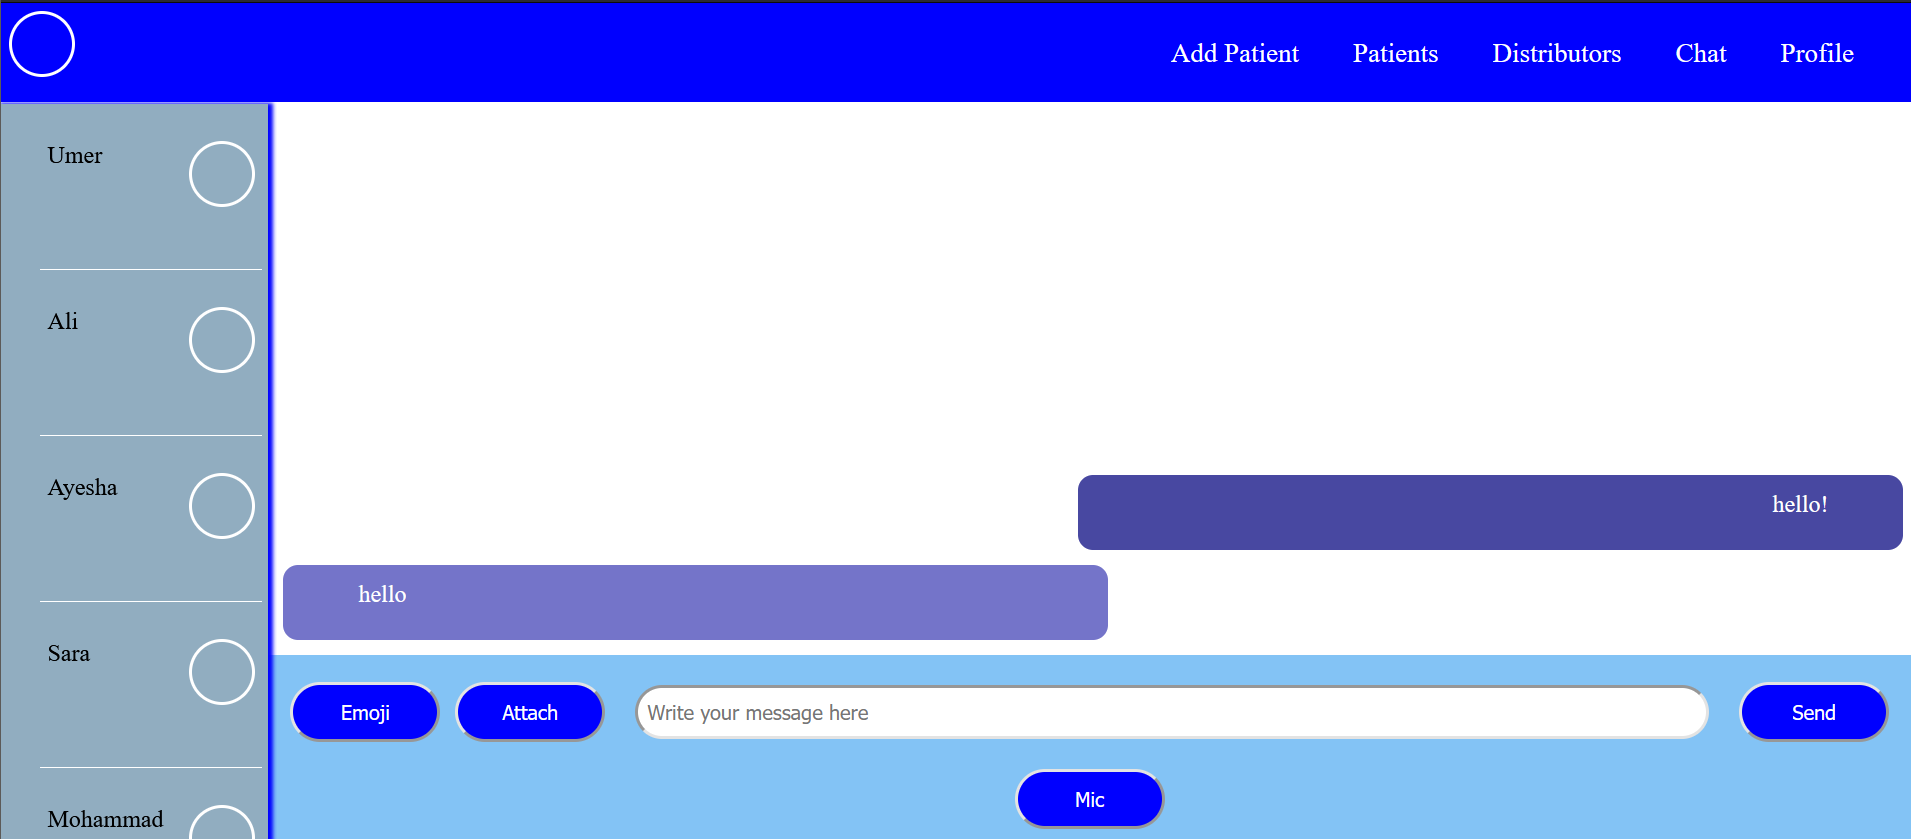 Add Patient Patients Distributors Chat Profile
Umer
Ali
Ayesha
Sara
Mohammad
hello!
hello
Emoji Attach Write your message here Send
Mic